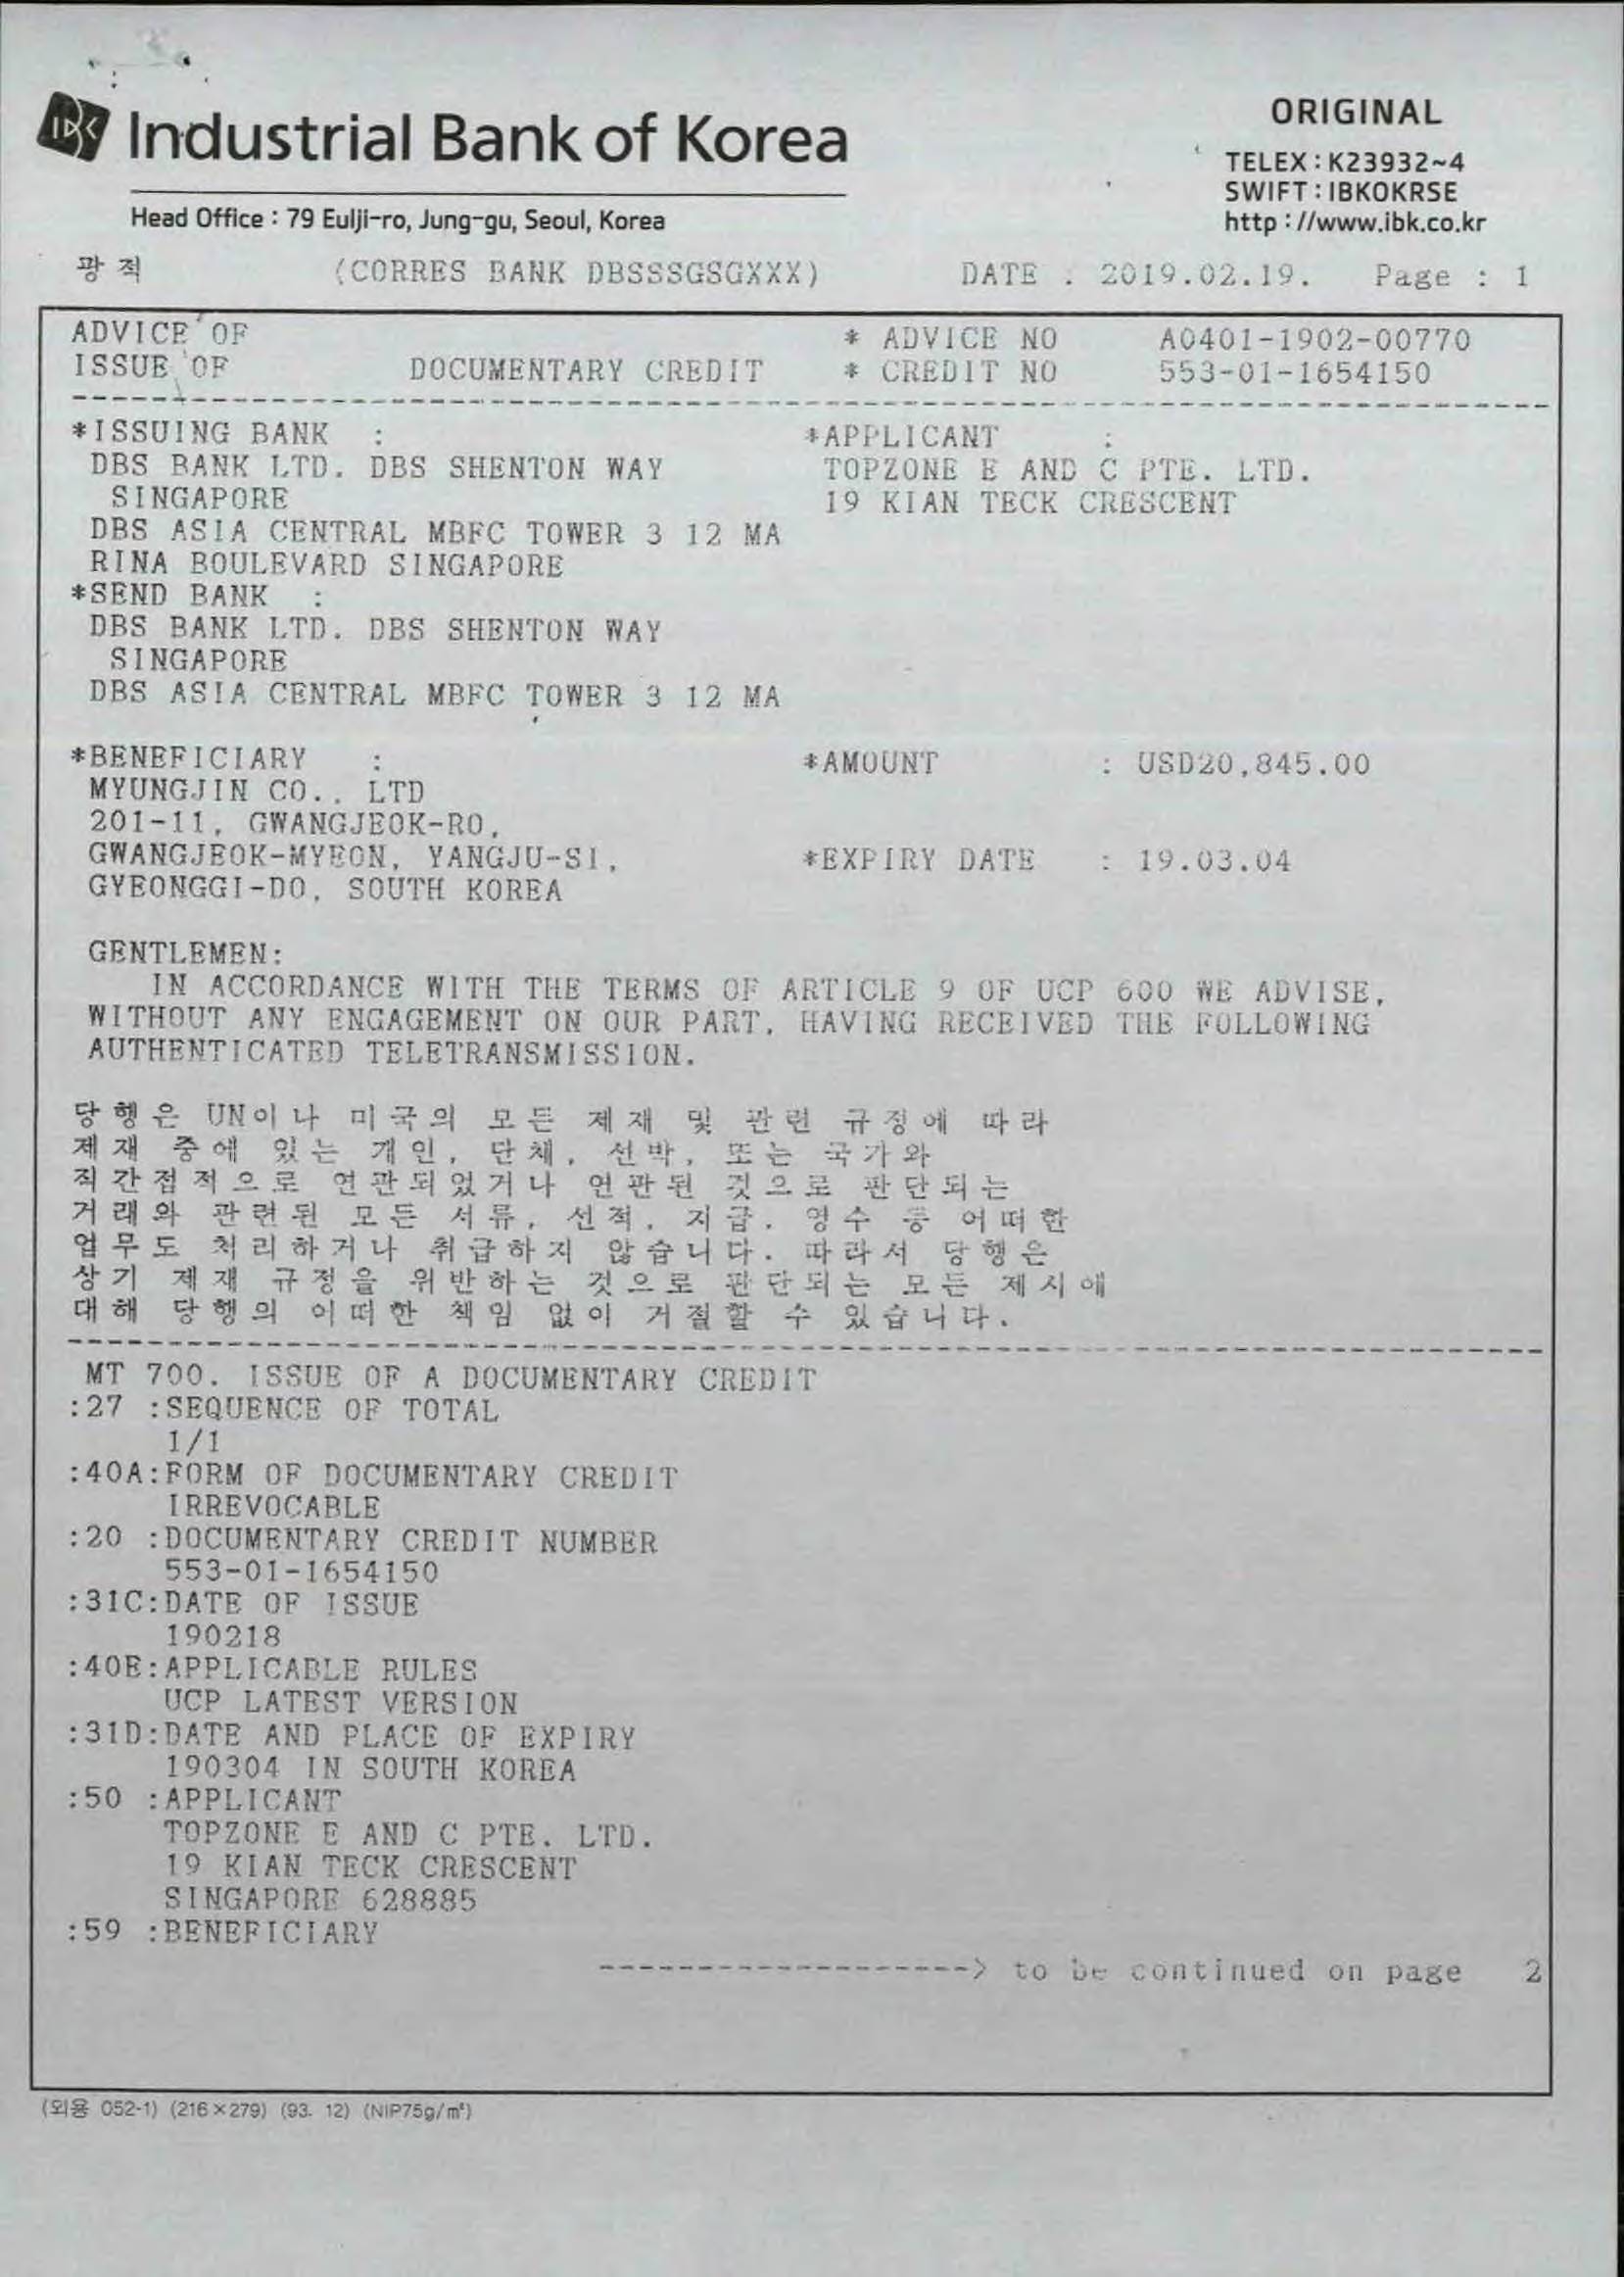 IBK Industrial Bank of Korea
ORIGINAL
TELEX : K23932~4
SWIFT : IBKOKRSE
http : //www.ibk.co.kr
Head Office : 79 Eulji-ro, Jung-gu, Seoul, Korea
광적 (CORRES BANK DBSSSGSGXXX) DATE . 2019.02.19. Page : 1
ADVICE OF * ADVICE NO A0401-1902-00770
ISSUE OF DOCUMENTARY CREDIT * CREDIT NO 553-01-1654150
*ISSUING BANK : *APPLICANT :
DBS BANK LTD. DBS SHENTON WAY TOPZONE E AND C PTE. LTD.
SINGAPORE 19 KIAN TECK CRESCENT
DBS ASIA CENTRAL MBFC TOWER 3 12 MA
RINA BOULEVARD SINGAPORE
*SEND BANK :
DBS BANK LTD. DBS SHENTON WAY
SINGAPORE
DBS ASIA CENTRAL MBFC TOWER 3 12 MA
*BENEFICIARY : *AMOUNT : USD20,845.00
MYUNGJIN CO., LTD
201-11, GWANGJEOK-RO,
GWANGJEOK-MYEON, YANGJU-SI, *EXPIRY DATE : 19.03.04
GYEONGGI-DO, SOUTH KOREA
GENTLEMEN:
IN ACCORDANCE WITH THE TERMS OF ARTICLE 9 OF UCP 600 WE ADVISE,
WITHOUT ANY ENGAGEMENT ON OUR PART, HAVING RECEIVED THE FOLLOWING
AUTHENTICATED TELETRANSMISSION.
당행은 UN이나 미국의 모든 제재 및 관련 규정에 따라
제재 중에 있는 개인, 단체, 선박, 또는 국가와
직간접적으로 연관되었거나 연관된 것으로 판단되는
거래와 관련된 모든 서류, 선적, 지급, 영수 등 어떠한
업무도 처리하거나 취급하지 않습니다. 따라서 당행은
상기 제재 규정을 위반하는 것으로 판단되는 모든 제시에
대해 당행의 어떠한 책임 없이 거절할 수 있습니다.
MT 700. ISSUE OF A DOCUMENTARY CREDIT
:27 :SEQUENCE OF TOTAL
1/1
:40A:FORM OF DOCUMENTARY CREDIT
IRREVOCABLE
:20 :DOCUMENTARY CREDIT NUMBER
553-01-1654150
:31C:DATE OF ISSUE
190218
:40E:APPLICABLE RULES
UCP LATEST VERSION
:31D:DATE AND PLACE OF EXPIRY
190304 IN SOUTH KOREA
:50 :APPLICANT
TOPZONE E AND C PTE. LTD.
19 KIAN TECK CRESCENT
SINGAPORE 628885
:59 :BENEFICIARY
-------------------> to be continued on page 2
(외용 052-1) (216×279) (93. 12) (NIP75g/m²)